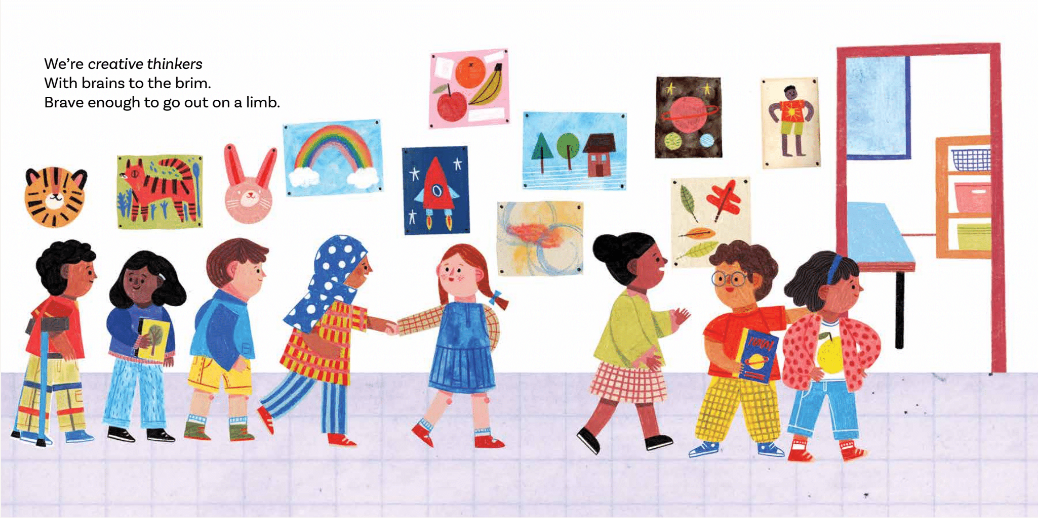 We're creative thinkers
With brains to the brim.
Brave enough to go out on a limb.